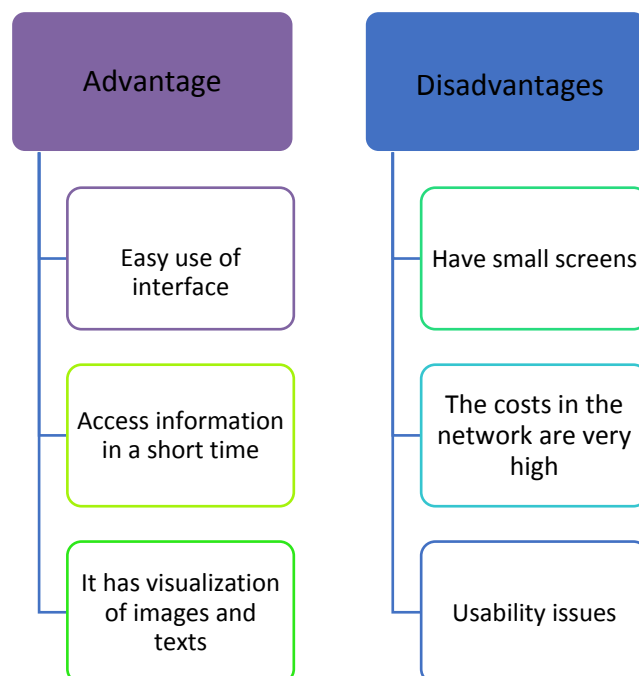 Advantage
Easy use of
interface
Access information
in a short time
It has visualization
of images and
texts
Disadvantages
Have small screens
The costs in the
network are very
high
Usability issues